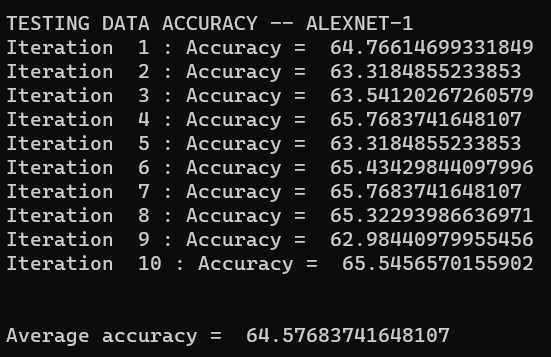 TESTING DATA ACCURACY -- ALEXNET-1
Iteration  1 : Accuracy =  64.76614699331849
Iteration  2 : Accuracy =  63.3184855233853
Iteration  3 : Accuracy =  63.54120267260579
Iteration  4 : Accuracy =  65.7683741648107
Iteration  5 : Accuracy =  63.3184855233853
Iteration  6 : Accuracy =  65.43429844097996
Iteration  7 : Accuracy =  65.7683741648107
Iteration  8 : Accuracy =  65.32293986636971
Iteration  9 : Accuracy =  62.98440979955456
Iteration  10 : Accuracy =  65.5456570155902
Average accuracy =  64.57683741648107